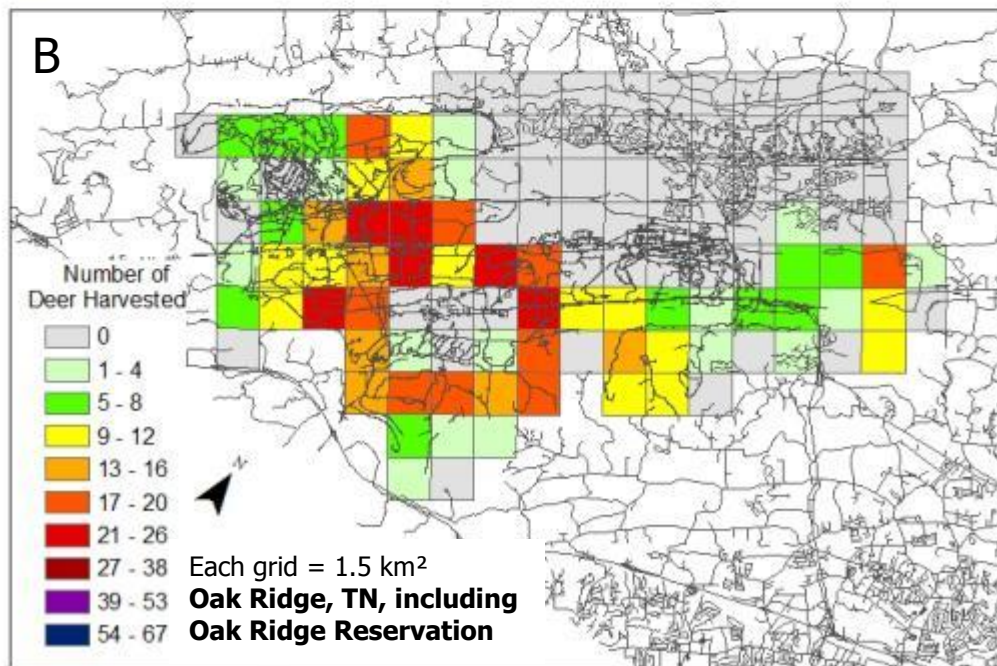 B
Number of
Deer Harvested
0
1 - 4
5 - 8
9 - 12
13 - 16
17 - 20
21 - 26
27 - 38
39 - 53
54 - 67
N
Each grid = 1.5 km²
Oak Ridge, TN, including
Oak Ridge Reservation